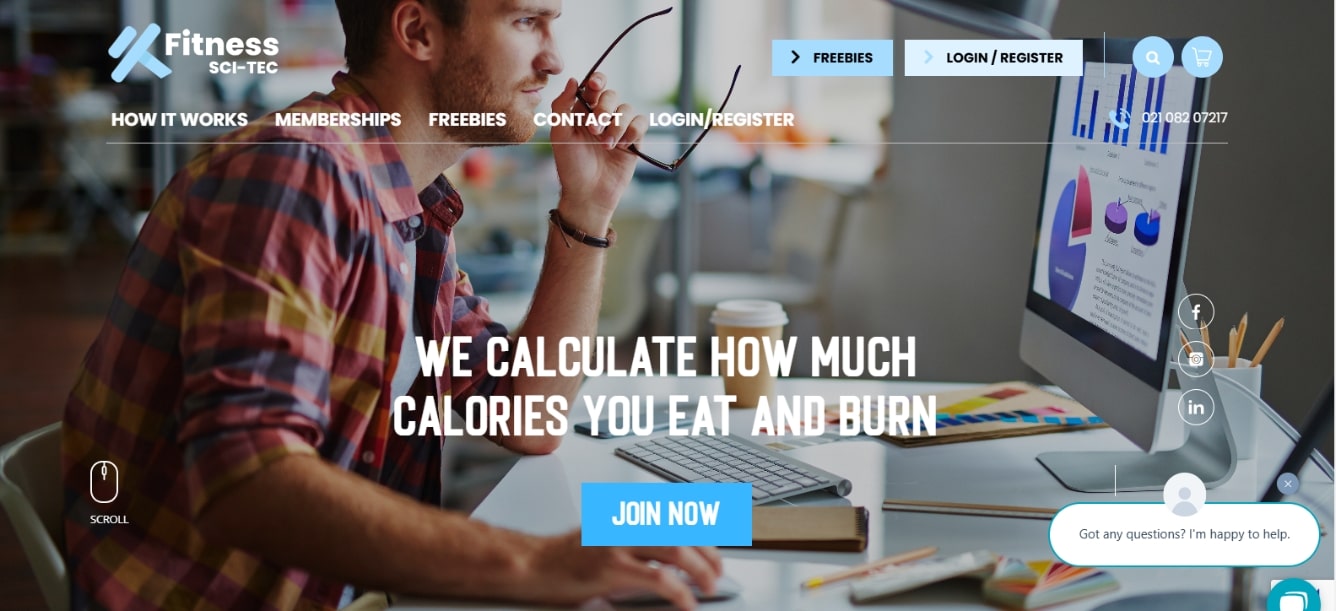 Fitness
SCI-TEC
FREEBIES
LOGIN / REGISTER
HOW IT WORKS MEMBERSHIPS FREEBIES CONTACT LOGIN/REGISTER
021 082 07217
WE CALCULATE HOW MUCH
CALORIES YOU EAT AND BURN
JOIN NOW
SCROLL
Got any questions? I'm happy to help.